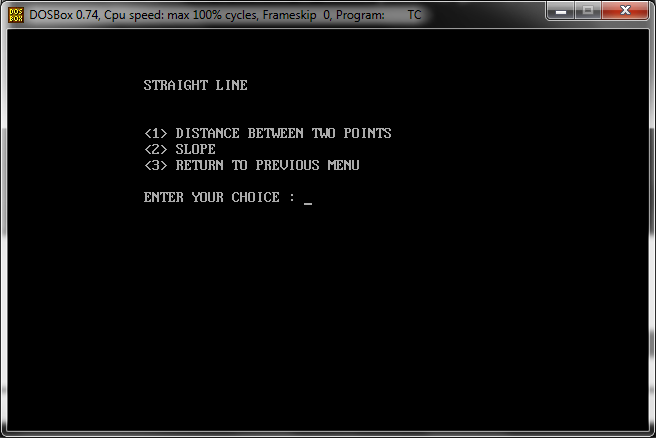 DOSBox 0.74, Cpu speed: max 100% cycles, Frameskip 0, Program: TC
STRAIGHT LINE
<1> DISTANCE BETWEEN TWO POINTS
<2> SLOPE
<3> RETURN TO PREVIOUS MENU
ENTER YOUR CHOICE : _